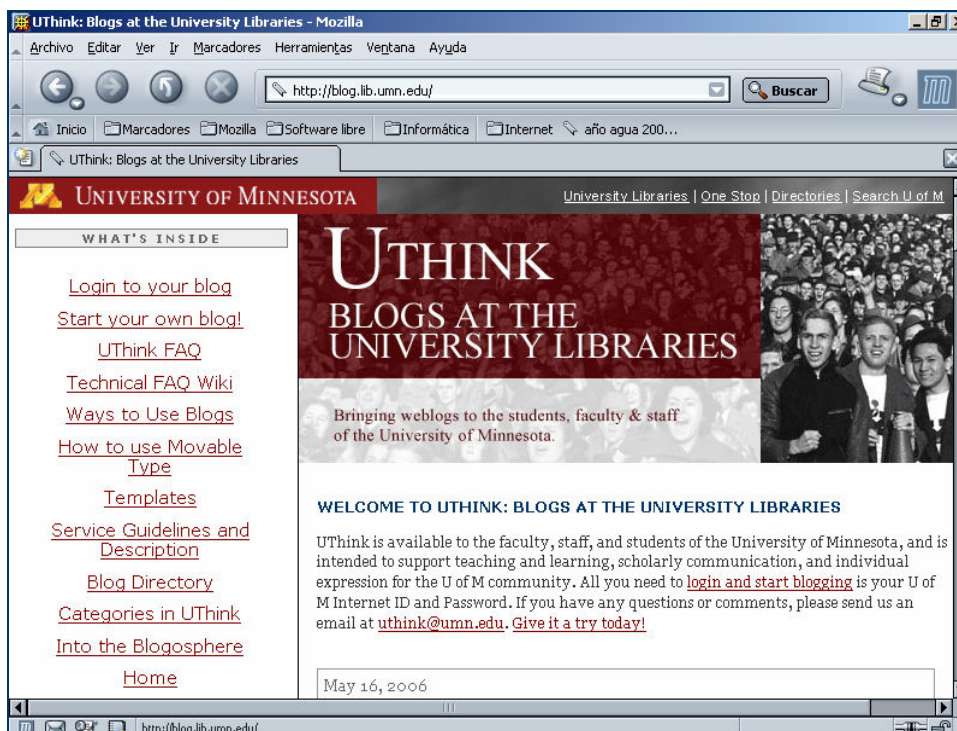 UThink: Blogs at the University Libraries - Mozilla
Archivo Editar Ver Ir Marcadores Herramientas Ventana Ayuda
http://blog.lib.umn.edu/ Buscar
Inicio Marcadores Mozilla Software libre Informática Internet año agua 200...
UThink: Blogs at the University Libraries
UNIVERSITY OF MINNESOTA
University Libraries | One Stop | Directories | Search U of M
WHAT'S INSIDE
Login to your blog
Start your own blog!
UThink FAQ
Technical FAQ Wiki
Ways to Use Blogs
How to use Movable
Type
Templates
Service Guidelines and
Description
Blog Directory
Categories in UThink
Into the Blogosphere
Home
UTHINK
BLOGS AT THE
UNIVERSITY LIBRARIES
Bringing weblogs to the students, faculty & staff
of the University of Minnesota.
WELCOME TO UTHINK: BLOGS AT THE UNIVERSITY LIBRARIES
UThink is available to the faculty, staff, and students of the University of Minnesota, and is
intended to support teaching and learning, scholarly communication, and individual
expression for the U of M community. All you need to login and start blogging is your U of
M Internet ID and Password. If you have any questions or comments, please send us an
email at uthink@umn.edu. Give it a try today!
May 16, 2006
http://blog.lib.umn.edu/